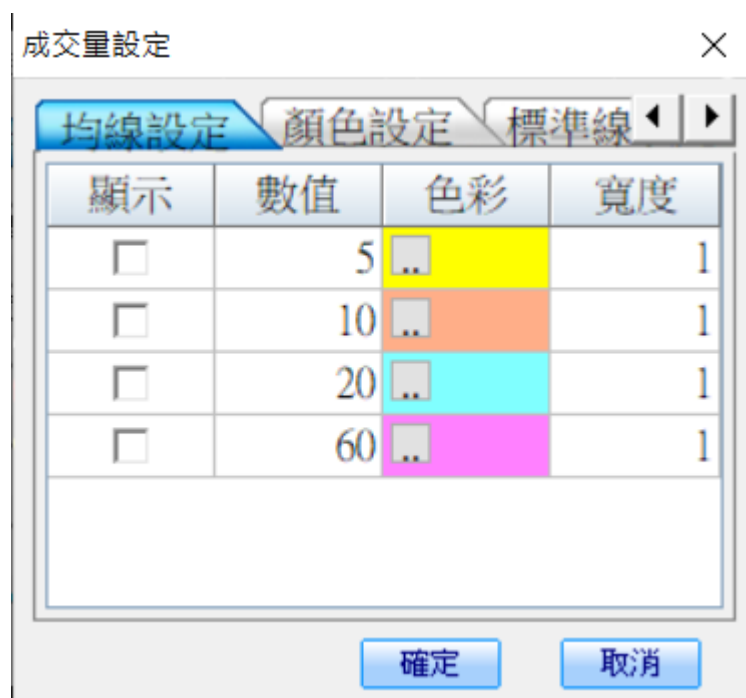 成交量設定
均線設定 顏色設定 標準線
顯示 數值 色彩 寬度
5 .. 1
10 .. 1
20 .. 1
60 .. 1
確定 取消